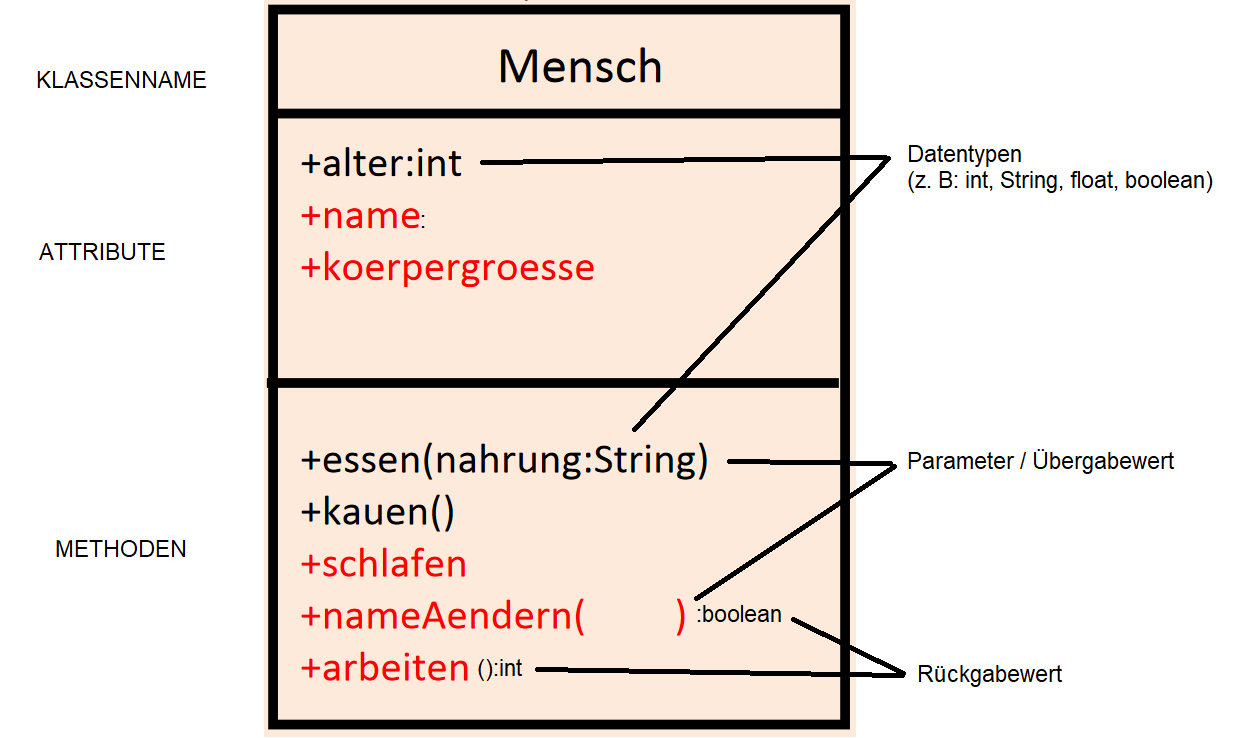 Mensch
KLASSENNAME
+alter:int
Datentypen
(z. B: int, String, float, boolean)
+name:
ATTRIBUTE
+koerpergroesse
+essen(nahrung:String)
Parameter / Übergabewert
+kauen()
METHODEN
+schlafen
+nameAendern( ) :boolean
+arbeiten ():int
Rückgabewert